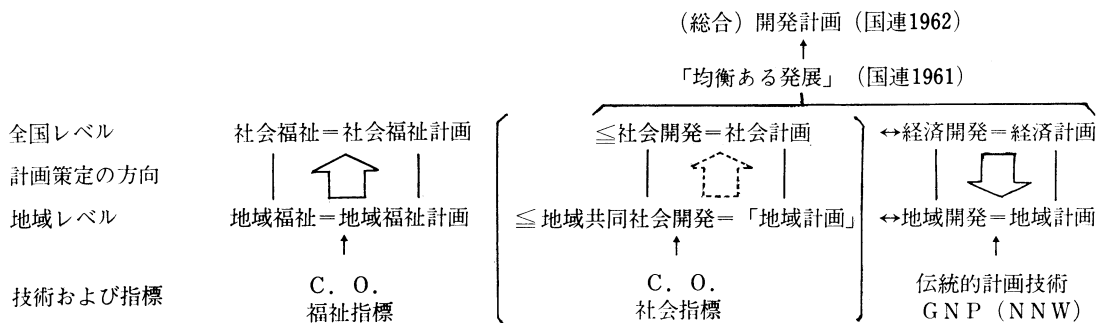 (総合)開発計画(国連1962)
「均衡ある発展」(国連1961)
全国レベル 社会福祉=社会福祉計画 ≦社会開発=社会計画 ↔経済開発=経済計画
計画策定の方向
地域レベル 地域福祉=地域福祉計画 ≦地域共同社会開発=「地域計画」 ↔地域開発=地域計画
技術および指標 C. O. C. O. 伝統的計画技術
福祉指標 社会指標 GNP(NNW)